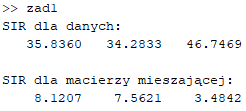 >> zad1
SIR dla danych:
35.8360 34.2833 46.7469
SIR dla macierzy mieszającej:
8.1207 7.5621 3.4842